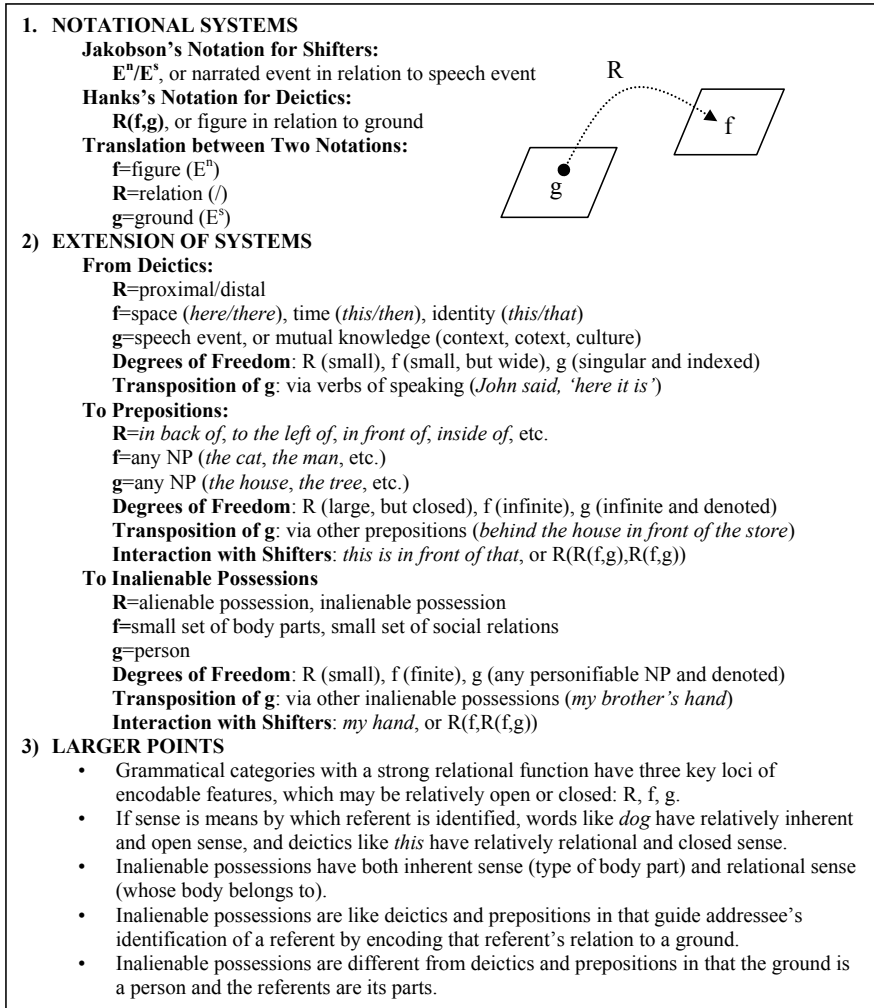 1. NOTATIONAL SYSTEMS
Jakobson's Notation for Shifters:
Eⁿ/Eˢ, or narrated event in relation to speech event
Hanks's Notation for Deictics:
R(f,g), or figure in relation to ground
Translation between Two Notations:
f=figure (Eⁿ)
R=relation (/)
g=ground (Eˢ)
R
f
g
2) EXTENSION OF SYSTEMS
From Deictics:
R=proximal/distal
f=space (here/there), time (this/then), identity (this/that)
g=speech event, or mutual knowledge (context, cotext, culture)
Degrees of Freedom: R (small), f (small, but wide), g (singular and indexed)
Transposition of g: via verbs of speaking (John said, 'here it is')
To Prepositions:
R=in back of, to the left of, in front of, inside of, etc.
f=any NP (the cat, the man, etc.)
g=any NP (the house, the tree, etc.)
Degrees of Freedom: R (large, but closed), f (infinite), g (infinite and denoted)
Transposition of g: via other prepositions (behind the house in front of the store)
Interaction with Shifters: this is in front of that, or R(R(f,g),R(f,g))
To Inalienable Possessions
R=alienable possession, inalienable possession
f=small set of body parts, small set of social relations
g=person
Degrees of Freedom: R (small), f (finite), g (any personifiable NP and denoted)
Transposition of g: via other inalienable possessions (my brother's hand)
Interaction with Shifters: my hand, or R(f,R(f,g))
3) LARGER POINTS
• Grammatical categories with a strong relational function have three key loci of
encodable features, which may be relatively open or closed: R, f, g.
• If sense is means by which referent is identified, words like dog have relatively inherent
and open sense, and deictics like this have relatively relational and closed sense.
• Inalienable possessions have both inherent sense (type of body part) and relational sense
(whose body belongs to).
• Inalienable possessions are like deictics and prepositions in that guide addressee's
identification of a referent by encoding that referent's relation to a ground.
• Inalienable possessions are different from deictics and prepositions in that the ground is
a person and the referents are its parts.